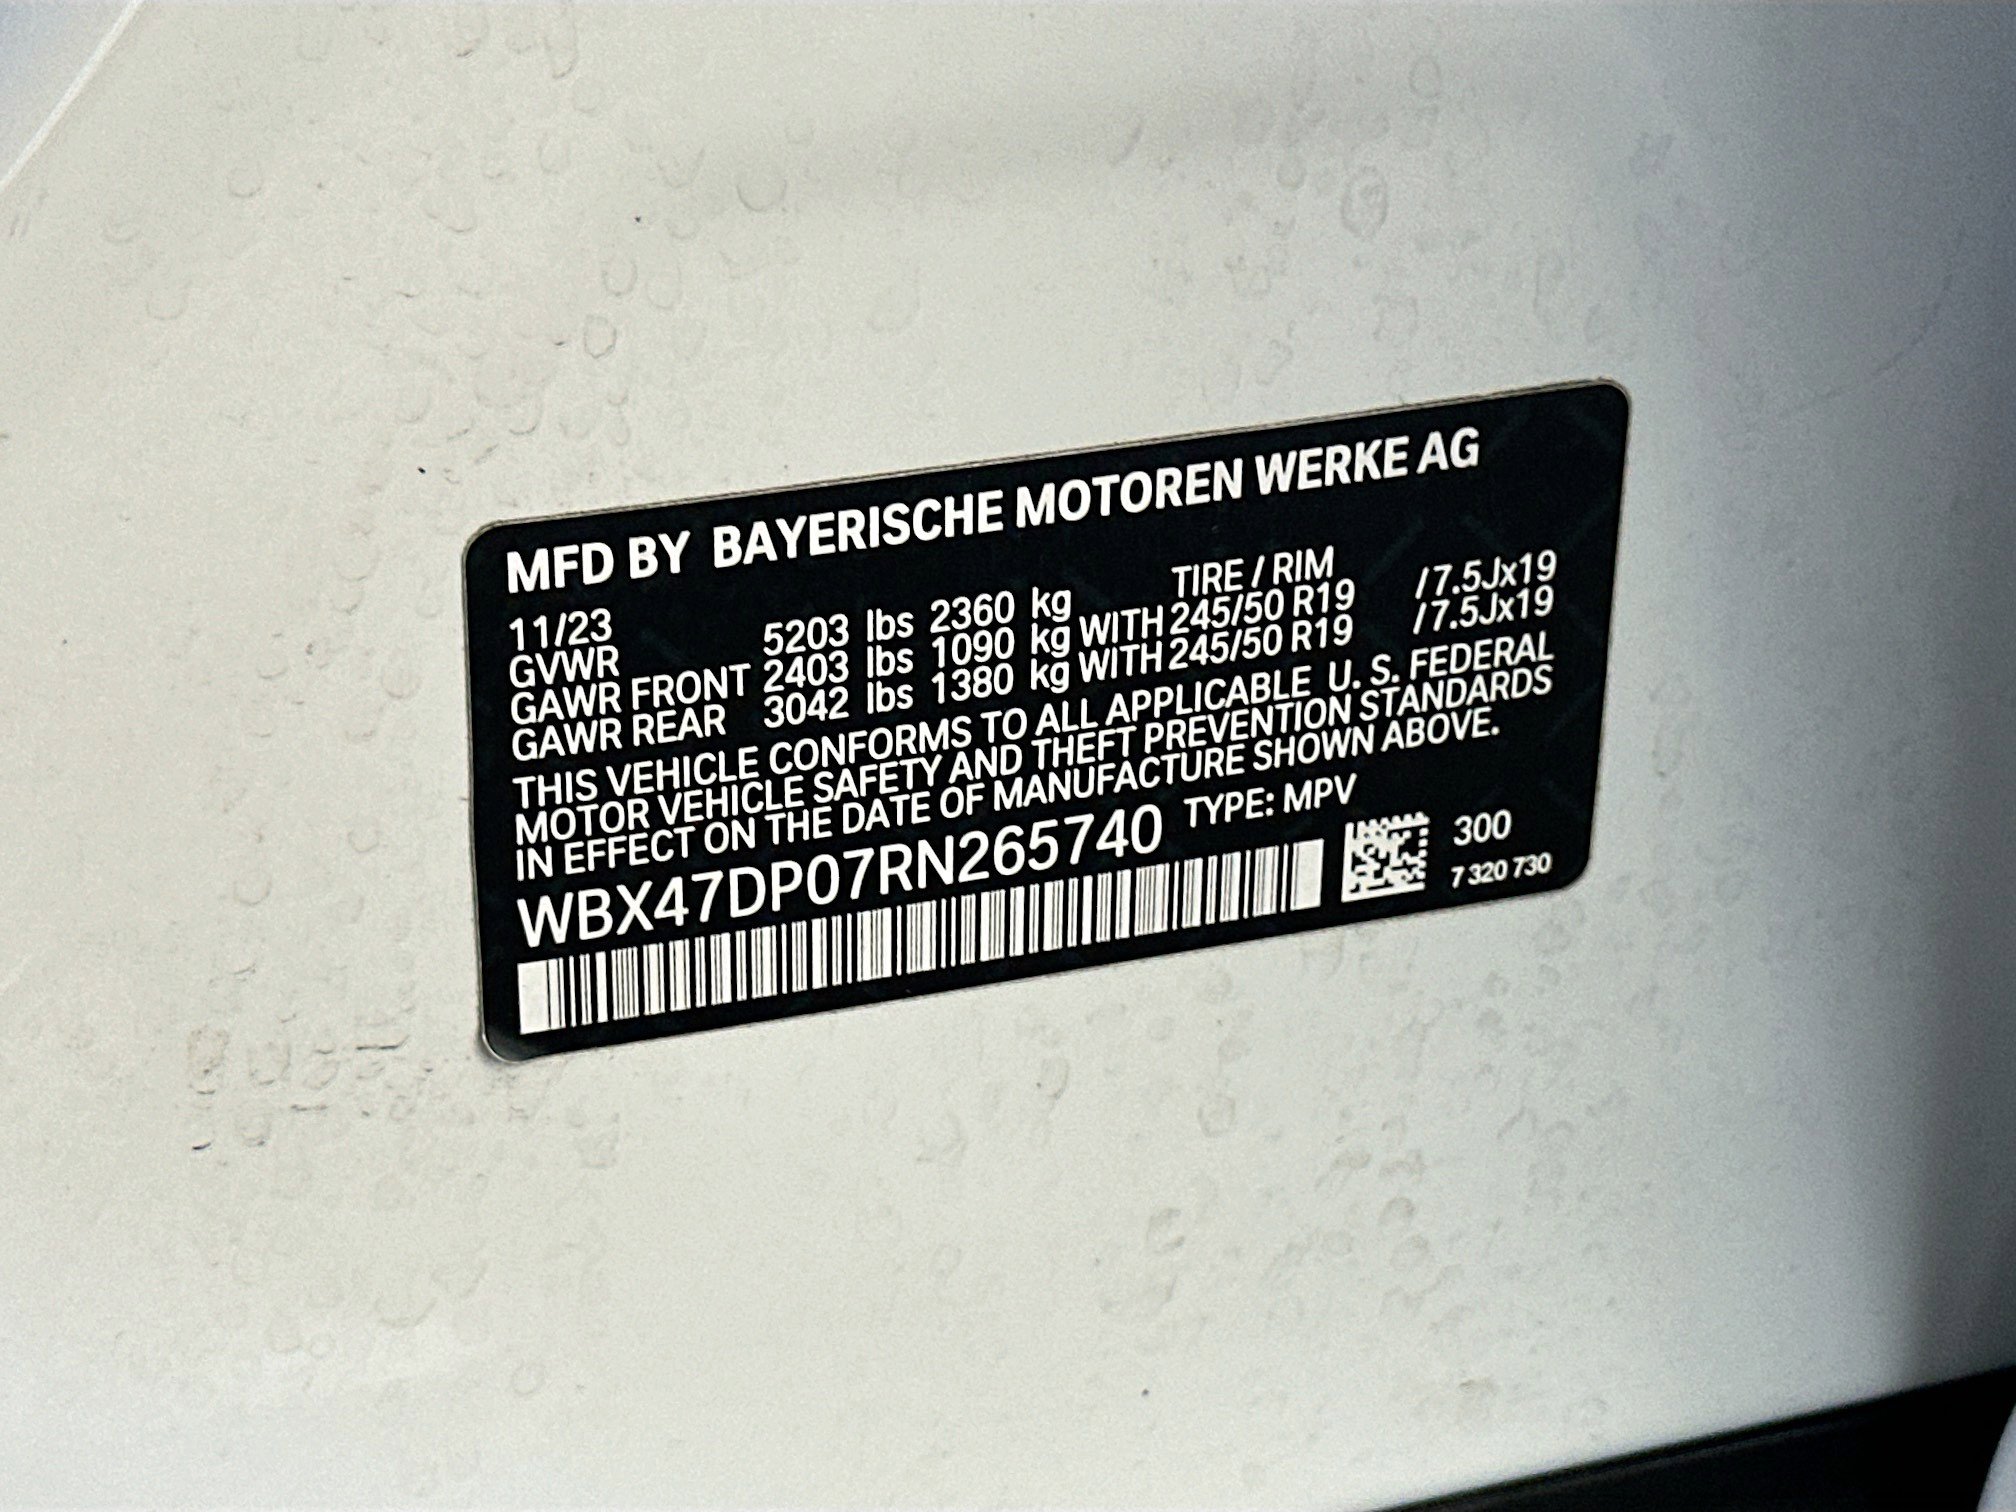 MFD BY BAYERISCHE MOTOREN WERKE AG
11/23 TIRE / RIM
GVWR 5203 lbs 2360 kg
GAWR FRONT 2403 lbs 1090 kg WITH 245/50 R19 /7.5Jx19
GAWR REAR 3042 lbs 1380 kg WITH 245/50 R19 /7.5Jx19
THIS VEHICLE CONFORMS TO ALL APPLICABLE U. S. FEDERAL
MOTOR VEHICLE SAFETY AND THEFT PREVENTION STANDARDS
IN EFFECT ON THE DATE OF MANUFACTURE SHOWN ABOVE.
WBX47DP07RN265740 TYPE: MPV
300
7 320 730